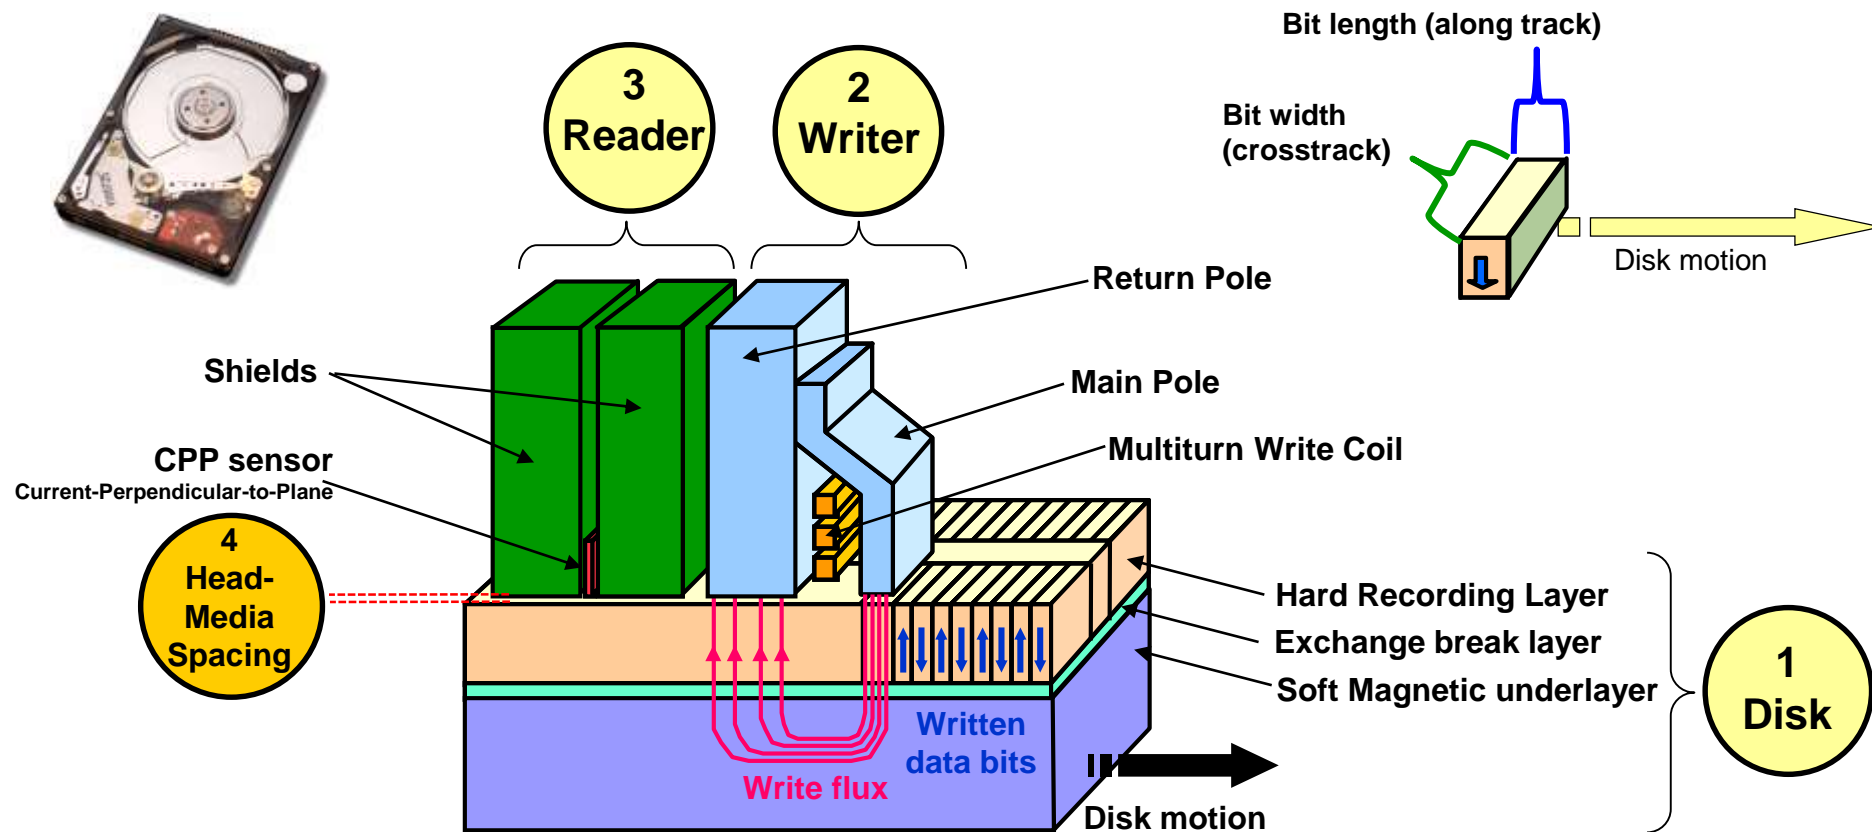 Bit length (along track)
3
Reader
2
Writer
Bit width
(crosstrack)
Disk motion
Return Pole
Shields
Main Pole
CPP sensor
Current-Perpendicular-to-Plane
Multiturn Write Coil
4
Head-
Media
Spacing
Hard Recording Layer
Exchange break layer
Soft Magnetic underlayer
1
Disk
Written
data bits
Write flux
Disk motion